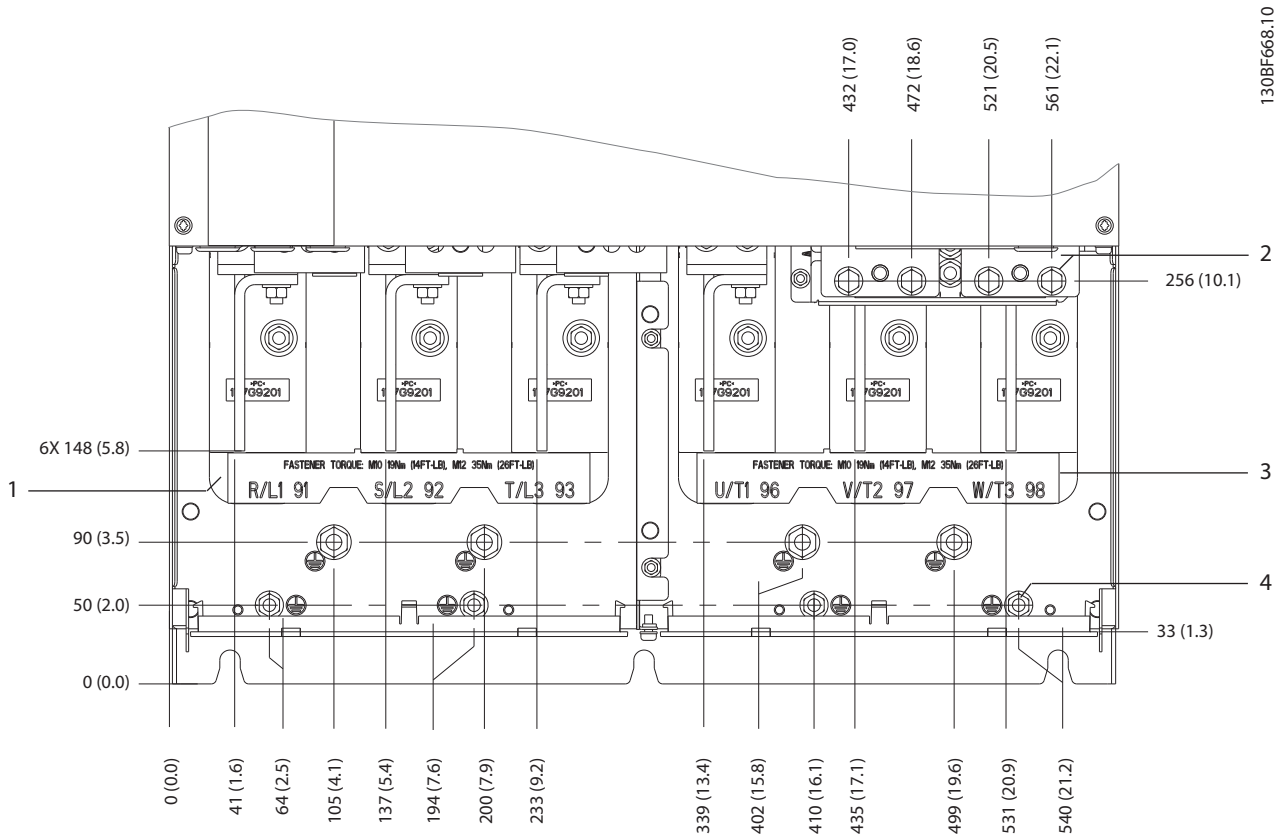 130BF668.10
432 (17.0)
472 (18.6)
521 (20.5)
561 (22.1)
2
256 (10.1)
•PC•
•PC•
•PC•
•PC•
•PC•
•PC•
6X 148 (5.8)
FASTENER TORQUE: M10 19Nm (14FT-LB), M12 35Nm (26FT-LB)
FASTENER TORQUE: M10 19Nm (14FT-LB), M12 35Nm (26FT-LB)
3
1
R/L1 91 S/L2 92 T/L3 93
U/T1 96 V/T2 97 W/T3 98
90 (3.5)
4
50 (2.0)
33 (1.3)
0 (0.0)
0 (0.0)
41 (1.6)
64 (2.5)
105 (4.1)
137 (5.4)
194 (7.6)
200 (7.9)
233 (9.2)
339 (13.4)
402 (15.8)
410 (16.1)
435 (17.1)
499 (19.6)
531 (20.9)
540 (21.2)